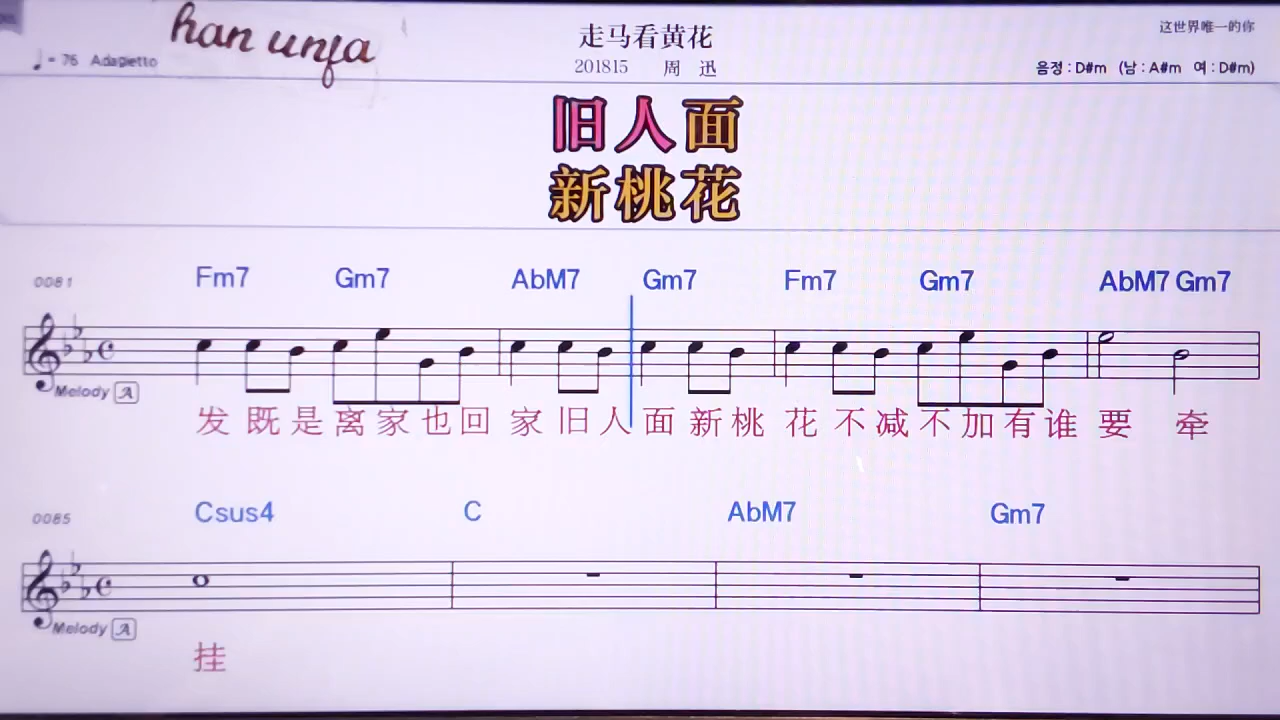 han unfa
走马看黄花
这世界唯一的你
♩= 76 Adagietto
201815 周 迅
음정 : D#m (남 : A#m 여 : D#m)
旧人面
新桃花
0081 Fm7 Gm7 AbM7 Gm7 Fm7 Gm7 AbM7 Gm7
Melody A
发 既 是 离 家 也 回 家 旧 人 面 新 桃 花 不 减 不 加 有 谁 要 牵
0085 Csus4 C AbM7 Gm7
Melody A
挂